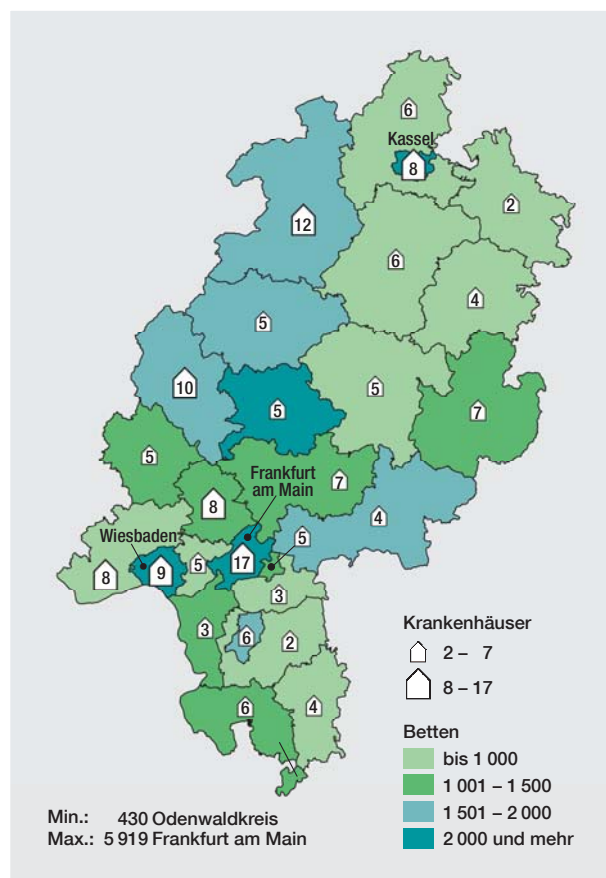 6
Kassel
8
2
12
6
4
5
10
5
5
7
5
Frankfurt
am Main
7
8
4
Wiesbaden
5
17
5
8
9
3
3
6
2
6
4
Krankenhäuser
2 – 7
8 – 17
Betten
bis 1 000
1 001 – 1 500
1 501 – 2 000
2 000 und mehr
Min.: 430 Odenwaldkreis
Max.: 5 919 Frankfurt am Main